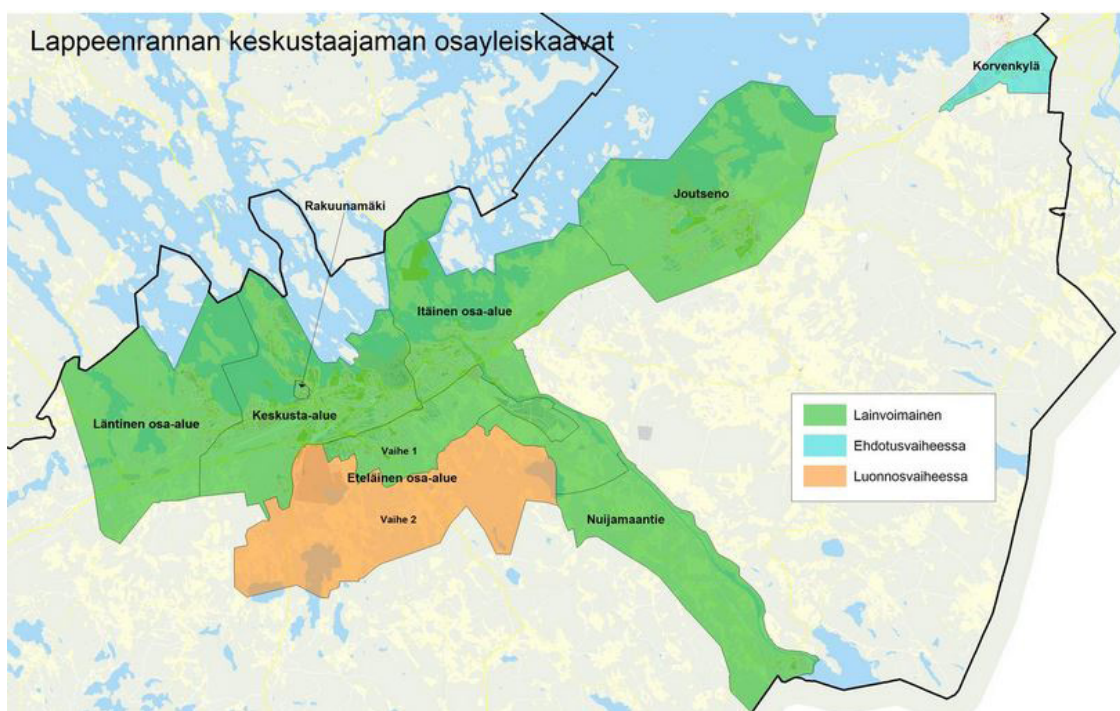 Lappeenrannan keskustaajaman osayleiskaavat
Korvenkylä
Joutseno
Rakuunamäki
Itäinen osa-alue
Läntinen osa-alue
Keskusta-alue
Vaihe 1
Eteläinen osa-alue
Vaihe 2
Nuijamaantie
Lainvoimainen
Ehdotusvaiheessa
Luonnosvaiheessa